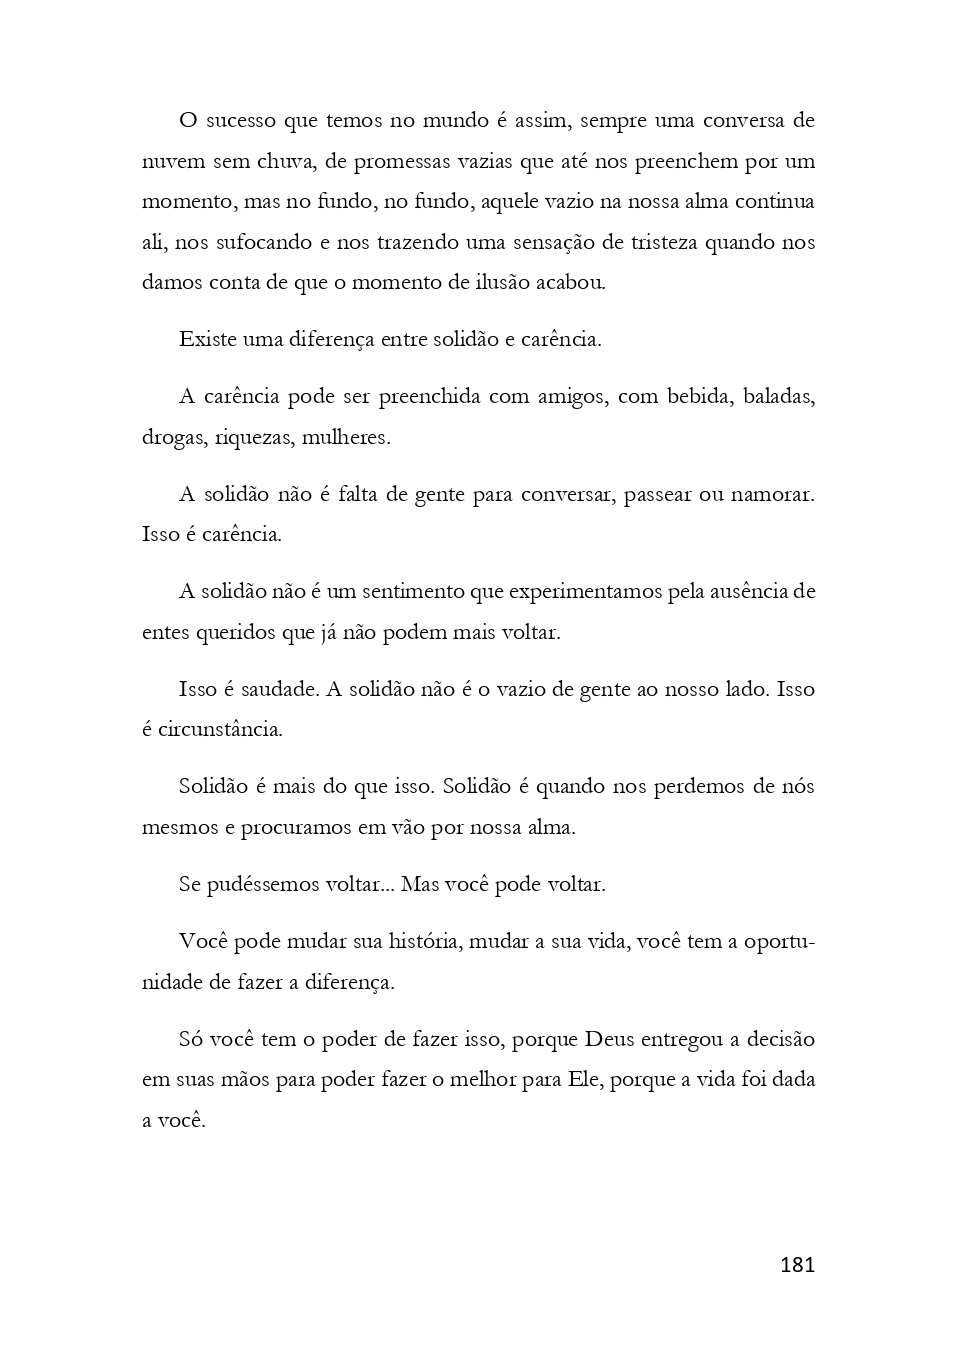 O sucesso que temos no mundo é assim, sempre uma conversa de
nuvem sem chuva, de promessas vazias que até nos preenchem por um
momento, mas no fundo, no fundo, aquele vazio na nossa alma continua
ali, nos sufocando e nos trazendo uma sensação de tristeza quando nos
damos conta de que o momento de ilusão acabou.
Existe uma diferença entre solidão e carência.
A carência pode ser preenchida com amigos, com bebida, baladas,
drogas, riquezas, mulheres.
A solidão não é falta de gente para conversar, passear ou namorar.
Isso é carência.
A solidão não é um sentimento que experimentamos pela ausência de
entes queridos que já não podem mais voltar.
Isso é saudade. A solidão não é o vazio de gente ao nosso lado. Isso
é circunstância.
Solidão é mais do que isso. Solidão é quando nos perdemos de nós
mesmos e procuramos em vão por nossa alma.
Se pudéssemos voltar... Mas você pode voltar.
Você pode mudar sua história, mudar a sua vida, você tem a oportu-
nidade de fazer a diferença.
Só você tem o poder de fazer isso, porque Deus entregou a decisão
em suas mãos para poder fazer o melhor para Ele, porque a vida foi dada
a você.
181